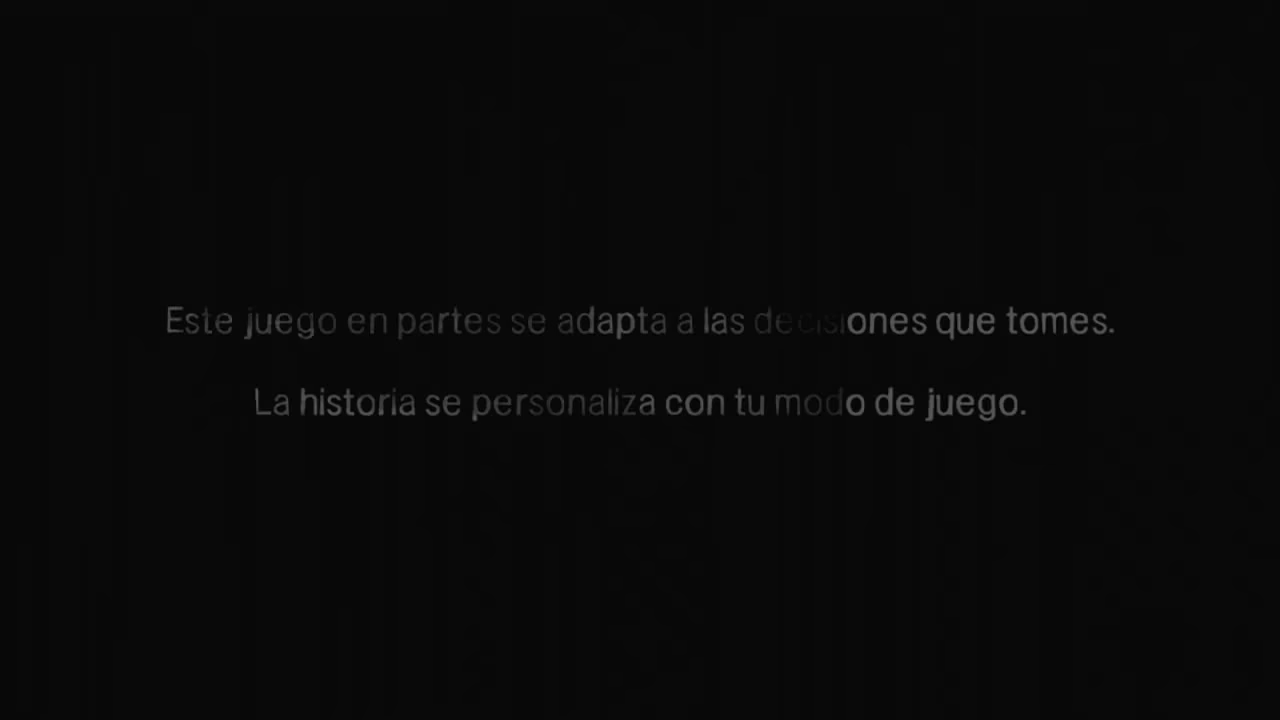 Este juego en partes se adapta a las decisiones que tomes.
La historia se personaliza con tu modo de juego.